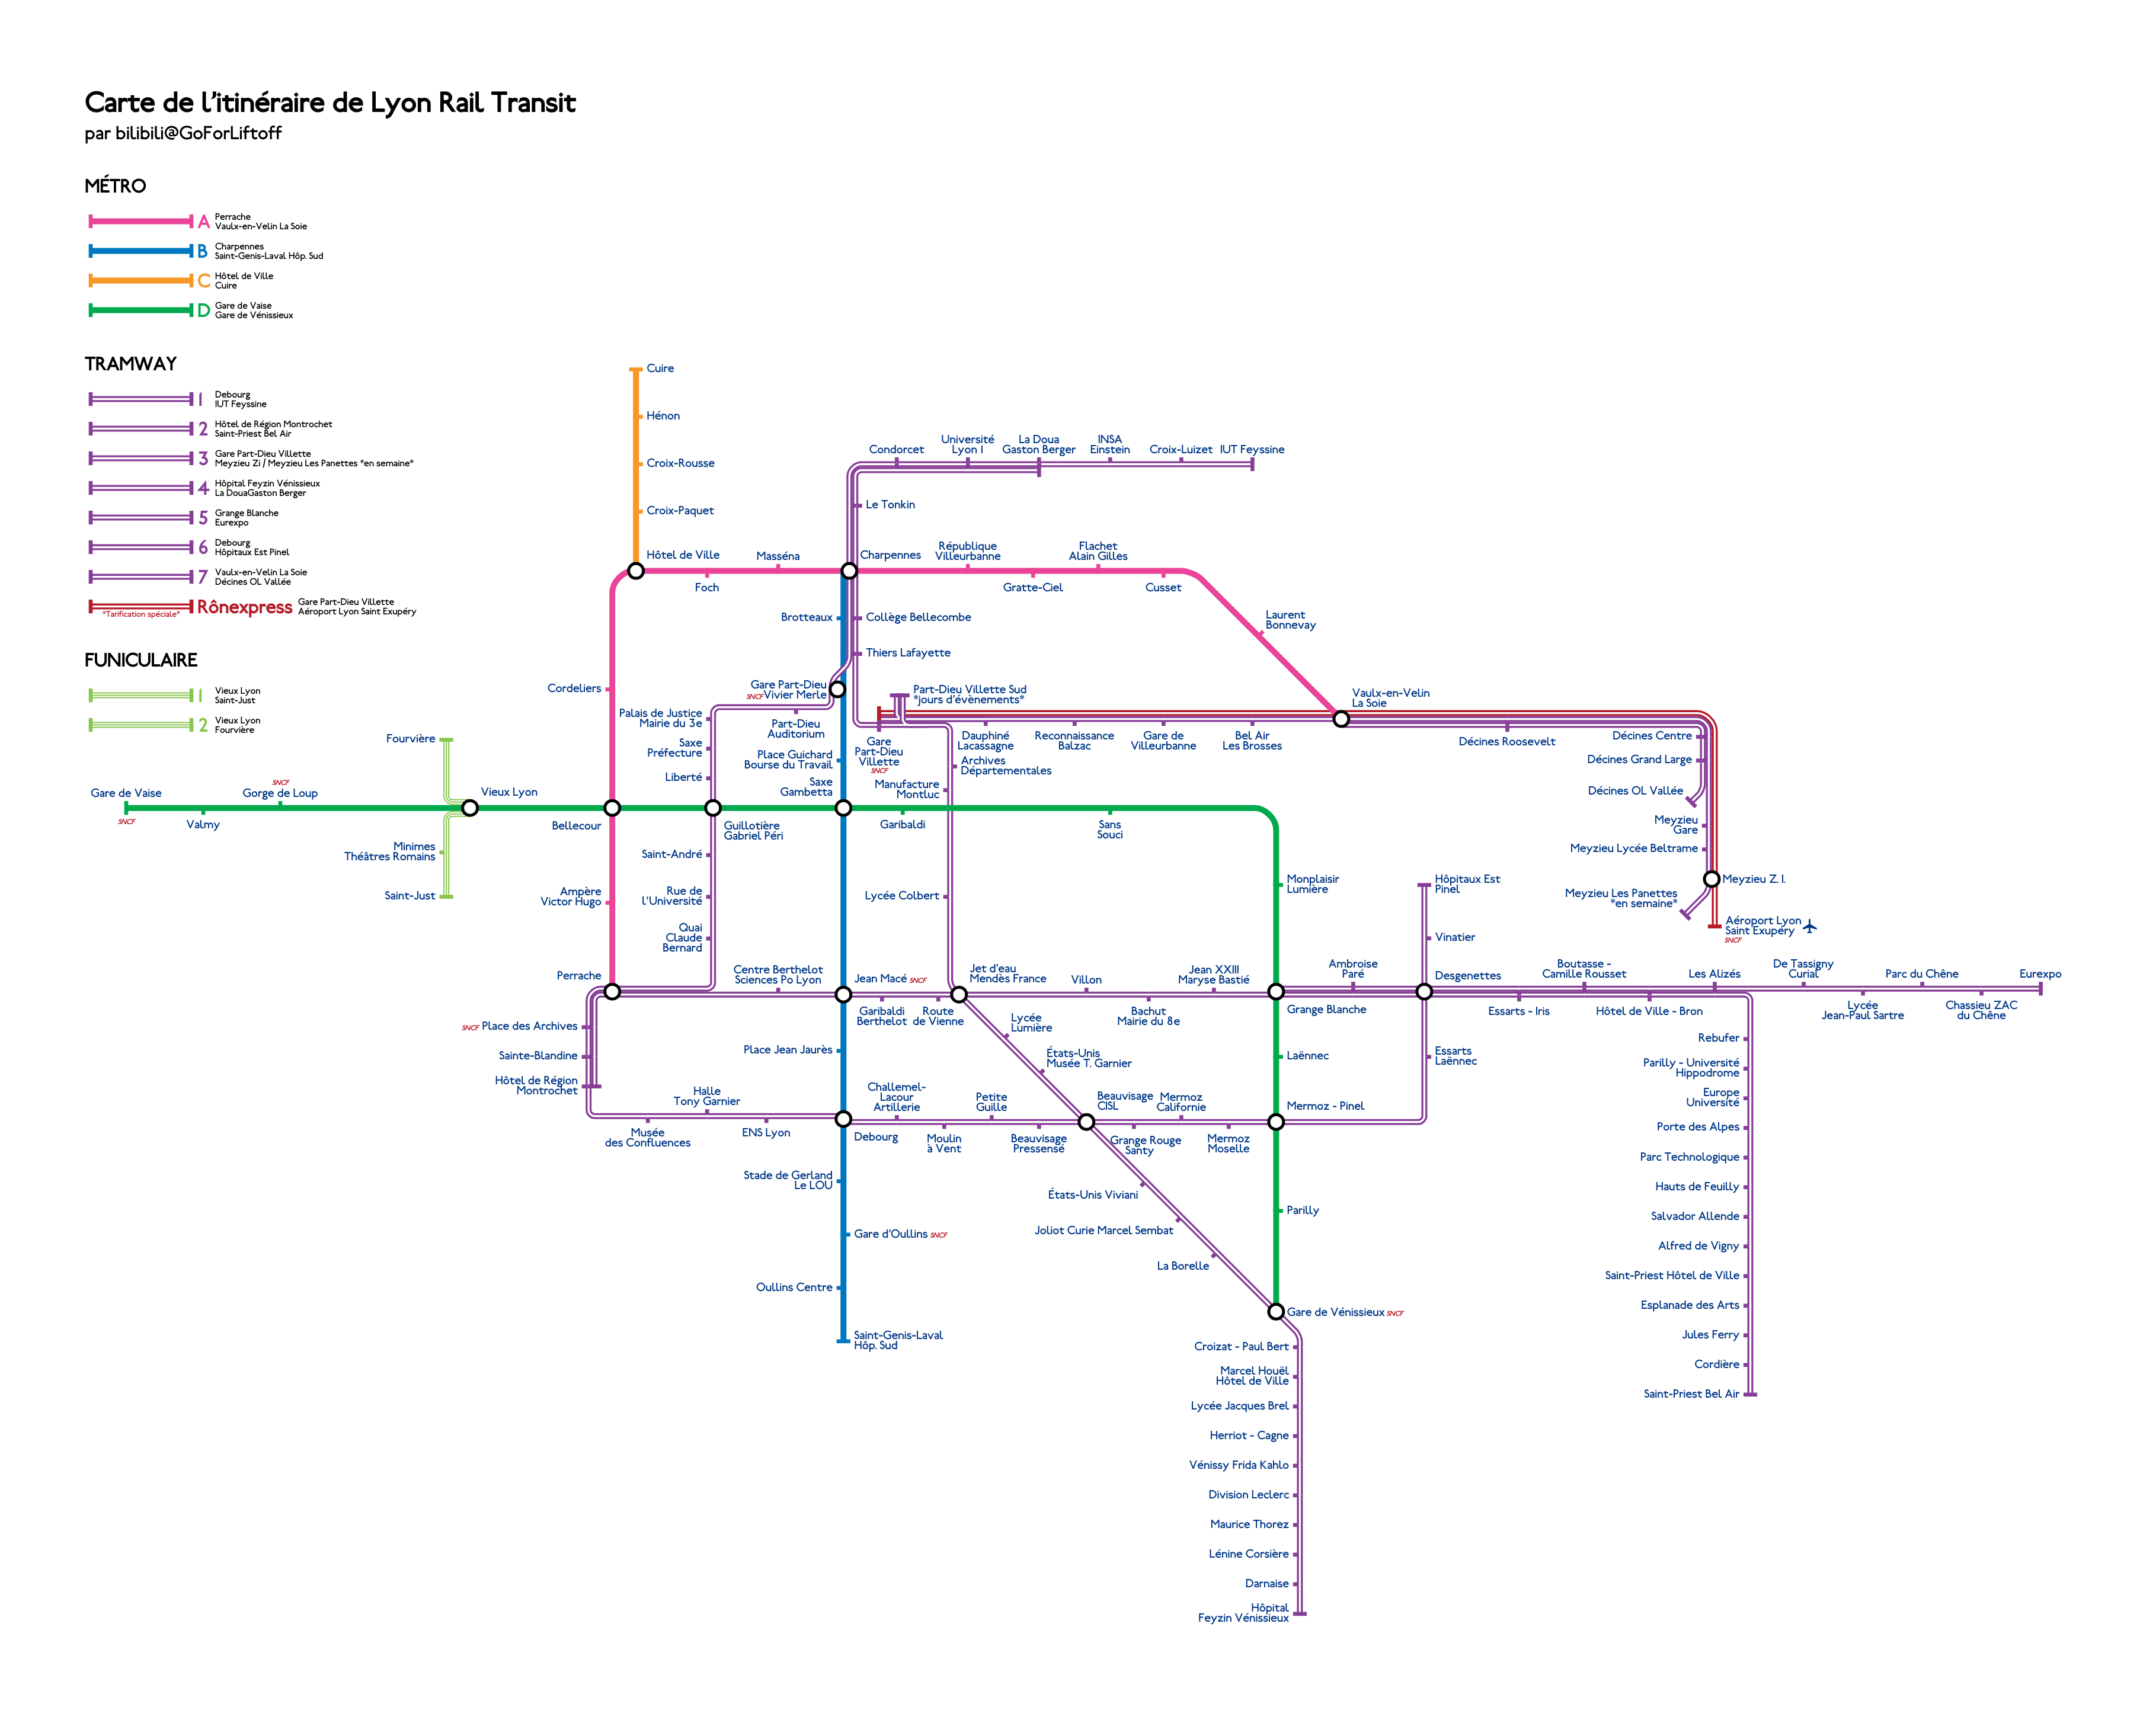 Carte de l'itinéraire de Lyon Rail Transit
par bilibili@GoForLiftoff
MÉTRO
A
Perrache
Vaulx-en-Velin La Soie
B
Charpennes
Saint-Genis-Laval Hôp. Sud
C
Hôtel de Ville
Cuire
D
Gare de Vaise
Gare de Vénissieux
TRAMWAY
1
Debourg
IUT Feyssine
2
Hôtel de Région Montrochet
Saint-Priest Bel Air
3
Gare Part-Dieu Villette
Meyzieu Zi / Meyzieu Les Panettes *en semaine*
4
Hôpital Feyzin Vénissieux
La DouaGaston Berger
5
Grange Blanche
Eurexpo
6
Debourg
Hôpitaux Est Pinel
7
Vaulx-en-Velin La Soie
Décines OL Vallée
*Tarification spéciale*
Rônexpress
Gare Part-Dieu Villette
Aéroport Lyon Saint Exupéry
FUNICULAIRE
1
Vieux Lyon
Saint-Just
2
Vieux Lyon
Fourvière
Cuire
Hénon
Croix-Rousse
Croix-Paquet
Hôtel de Ville
Foch
Masséna
Charpennes
République
Villeurbanne
Gratte-Ciel
Flachet
Alain Gilles
Cusset
Laurent
Bonnevay
Vaulx-en-Velin
La Soie
Condorcet
Université
Lyon I
La Doua
Gaston Berger
INSA
Einstein
Croix-Luizet
IUT Feyssine
Le Tonkin
Brotteaux
Collège Bellecombe
Thiers Lafayette
Cordeliers
Gare Part-Dieu
SNCF Vivier Merle
Part-Dieu Villette Sud
*jours d'évènements*
Palais de Justice
Mairie du 3e
Part-Dieu
Auditorium
Saxe
Préfecture
Liberté
Place Guichard
Bourse du Travail
Saxe
Gambetta
Gare
Part-Dieu
Villette
SNCF
Dauphiné
Lacassagne
Reconnaissance
Balzac
Gare de
Villeurbanne
Bel Air
Les Brosses
Archives
Départementales
Manufacture
Montluc
Décines Roosevelt
Décines Centre
Décines Grand Large
Décines OL Vallée
Meyzieu
Gare
Meyzieu Lycée Beltrame
Meyzieu Z. I.
Meyzieu Les Panettes
*en semaine*
Aéroport Lyon
Saint Exupéry
SNCF
Fourvière
Gare de Vaise
SNCF
Valmy
SNCF
Gorge de Loup
Vieux Lyon
Minimes
Théâtres Romains
Saint-Just
Bellecour
Guillotière
Gabriel Péri
Garibaldi
Sans
Souci
Saint-André
Ampère
Victor Hugo
Rue de
l'Université
Quai
Claude
Bernard
Lycée Colbert
Monplaisir
Lumière
Hôpitaux Est
Pinel
Vinatier
Perrache
Centre Berthelot
Sciences Po Lyon
Jean Macé SNCF
Garibaldi
Berthelot
Route
de Vienne
Jet d'eau
Mendès France
Villon
Bachut
Mairie du 8e
Jean XXIII
Maryse Bastié
Grange Blanche
Ambroise
Paré
Desgenettes
Essarts - Iris
Boutasse -
Camille Rousset
Hôtel de Ville - Bron
Les Alizés
De Tassigny
Curial
Lycée
Jean-Paul Sartre
Parc du Chêne
Chassieu ZAC
du Chêne
Eurexpo
SNCF Place des Archives
Sainte-Blandine
Hôtel de Région
Montrochet
Place Jean Jaurès
Lycée
Lumière
États-Unis
Musée T. Garnier
Laënnec
Essarts
Laënnec
Halle
Tony Garnier
Musée
des Confluences
ENS Lyon
Debourg
Challemel-
Lacour
Artillerie
Moulin
à Vent
Petite
Guille
Beauvisage
Pressensé
Beauvisage
CISL
Grange Rouge
Santy
Mermoz
Californie
Mermoz
Moselle
Mermoz - Pinel
Stade de Gerland
Le LOU
Gare d'Oullins SNCF
Oullins Centre
Saint-Genis-Laval
Hôp. Sud
États-Unis Viviani
Joliot Curie Marcel Sembat
La Borelle
Parilly
Gare de Vénissieux SNCF
Croizat - Paul Bert
Marcel Houël
Hôtel de Ville
Lycée Jacques Brel
Herriot - Cagne
Vénissy Frida Kahlo
Division Leclerc
Maurice Thorez
Lénine Corsière
Darnaise
Hôpital
Feyzin Vénissieux
Rebufer
Parilly - Université
Hippodrome
Europe
Université
Porte des Alpes
Parc Technologique
Hauts de Feuilly
Salvador Allende
Alfred de Vigny
Saint-Priest Hôtel de Ville
Esplanade des Arts
Jules Ferry
Cordière
Saint-Priest Bel Air